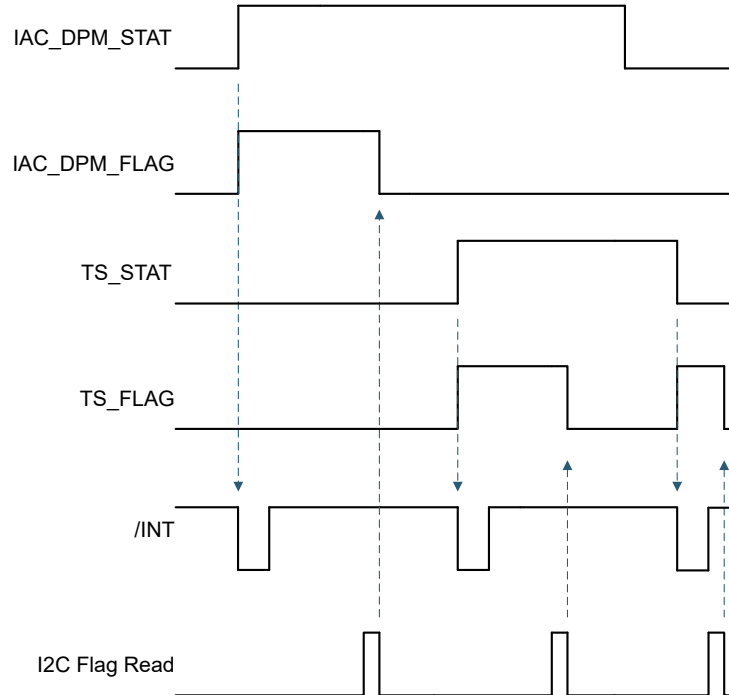 IAC_DPM_STAT
IAC_DPM_FLAG
TS_STAT
TS_FLAG
/INT
I2C Flag Read